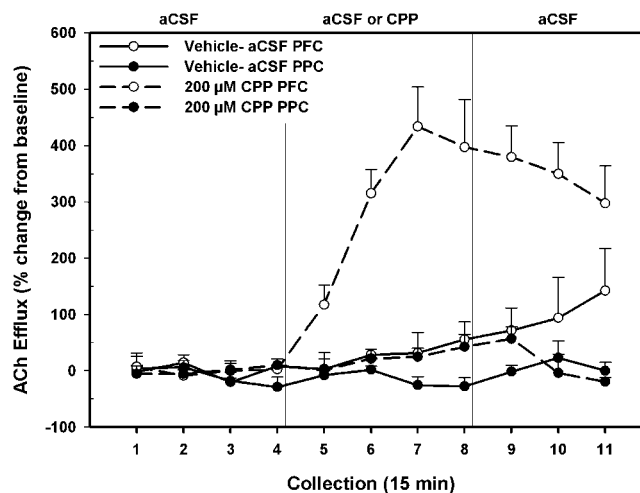 aCSF aCSF or CPP aCSF
600
500
400
300
200
100
0
-100
ACh Efflux (% change from baseline)
Vehicle- aCSF PFC
Vehicle- aCSF PPC
200 µM CPP PFC
200 µM CPP PPC
1 2 3 4 5 6 7 8 9 10 11
Collection (15 min)